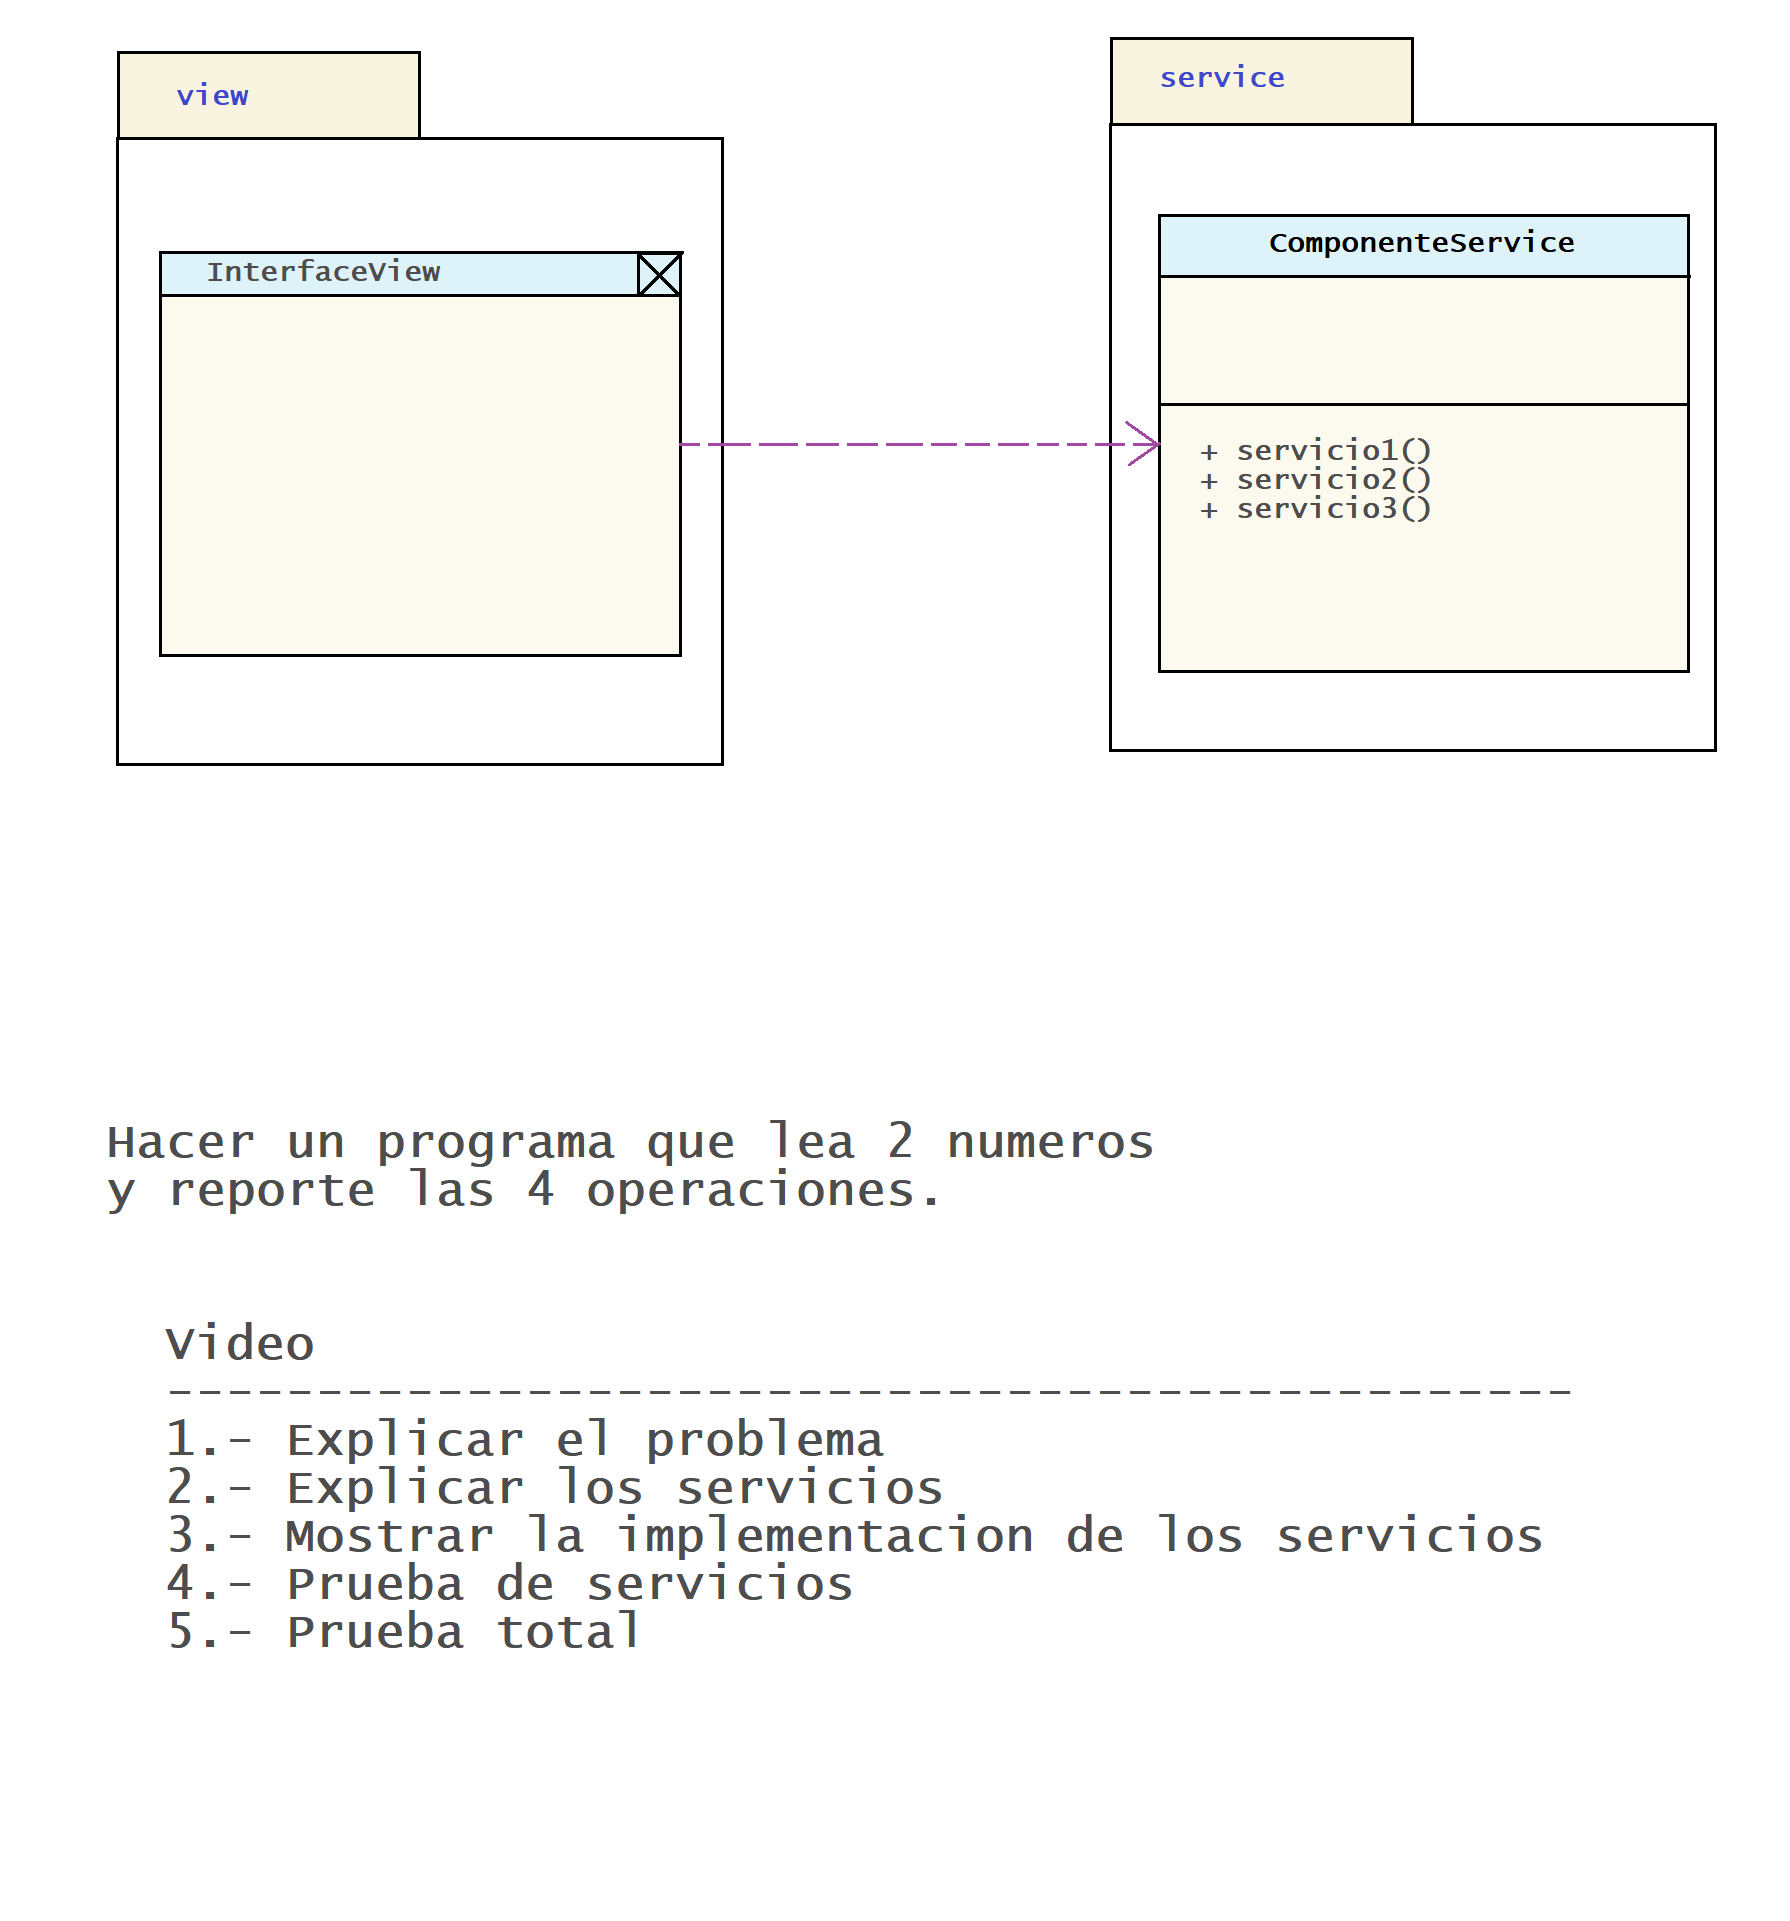 view
InterfaceView
service
ComponenteService
+ servicio1()
+ servicio2()
+ servicio3()
Hacer un programa que lea 2 numeros
y reporte las 4 operaciones.
Video
-----------------------------------------------
1.- Explicar el problema
2.- Explicar los servicios
3.- Mostrar la implementacion de los servicios
4.- Prueba de servicios
5.- Prueba total